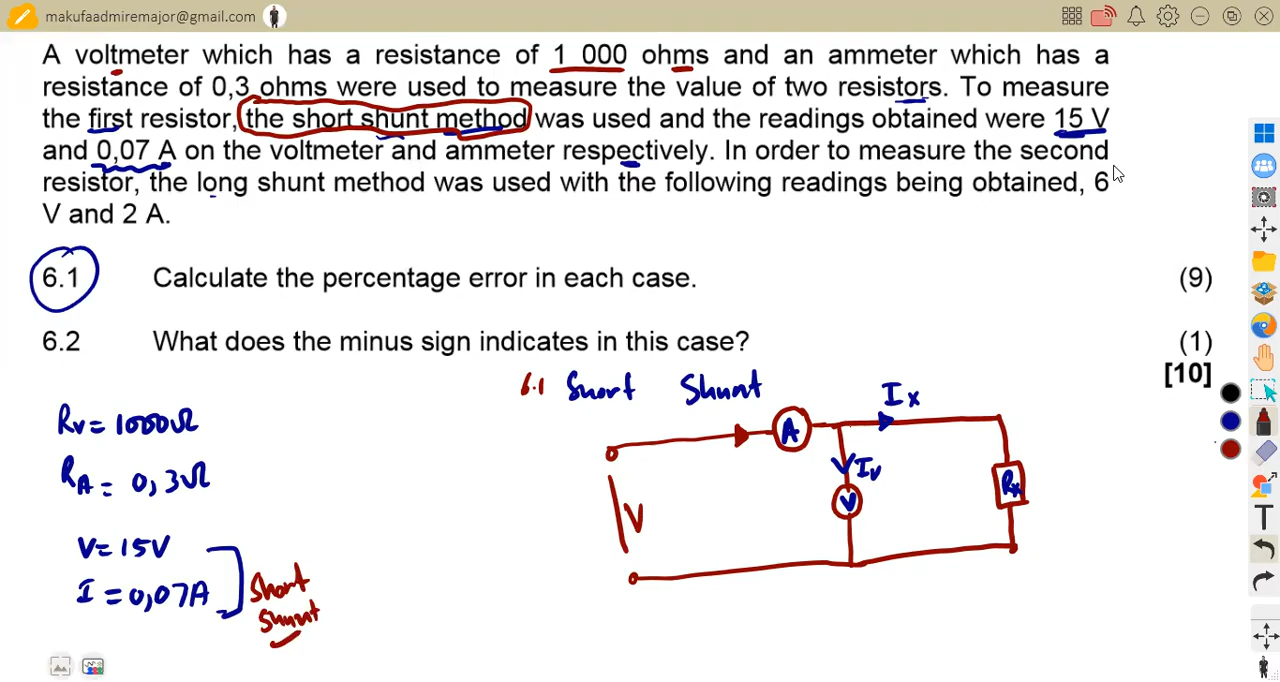 makufaadmiremajor@gmail.com
A voltmeter which has a resistance of 1 000 ohms and an ammeter which has a
resistance of 0,3 ohms were used to measure the value of two resistors. To measure
the first resistor, the short shunt method was used and the readings obtained were 15 V
and 0,07 A on the voltmeter and ammeter respectively. In order to measure the second
resistor, the long shunt method was used with the following readings being obtained, 6
V and 2 A.
6.1 Calculate the percentage error in each case. (9)
6.2 What does the minus sign indicates in this case? (1)
[10]
6.1 Short Shunt
Rv = 1000Ω
RA = 0,3Ω
V = 15V
I = 0,07A
Short
Shunt
A
Ix
Iv
V
Rx
V
T